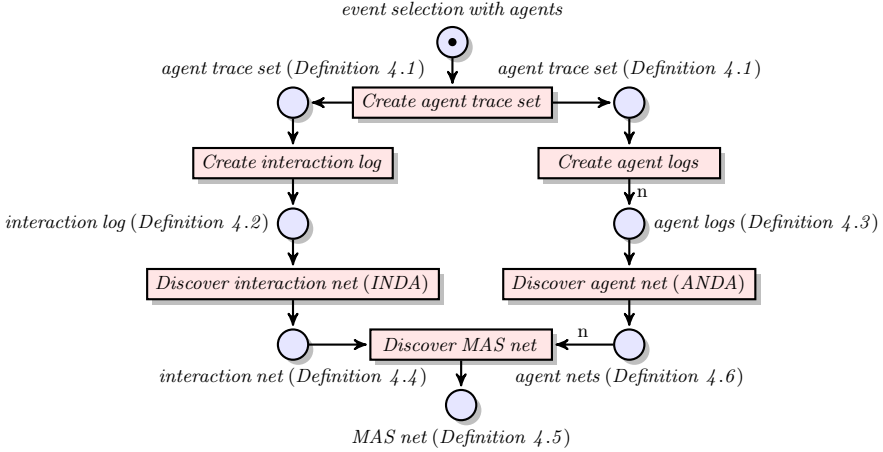 event selection with agents
agent trace set (Definition 4.1)
agent trace set (Definition 4.1)
Create agent trace set
Create interaction log
Create agent logs
n
interaction log (Definition 4.2)
agent logs (Definition 4.3)
Discover interaction net (INDA)
Discover agent net (ANDA)
n
Discover MAS net
interaction net (Definition 4.4)
agent nets (Definition 4.6)
MAS net (Definition 4.5)